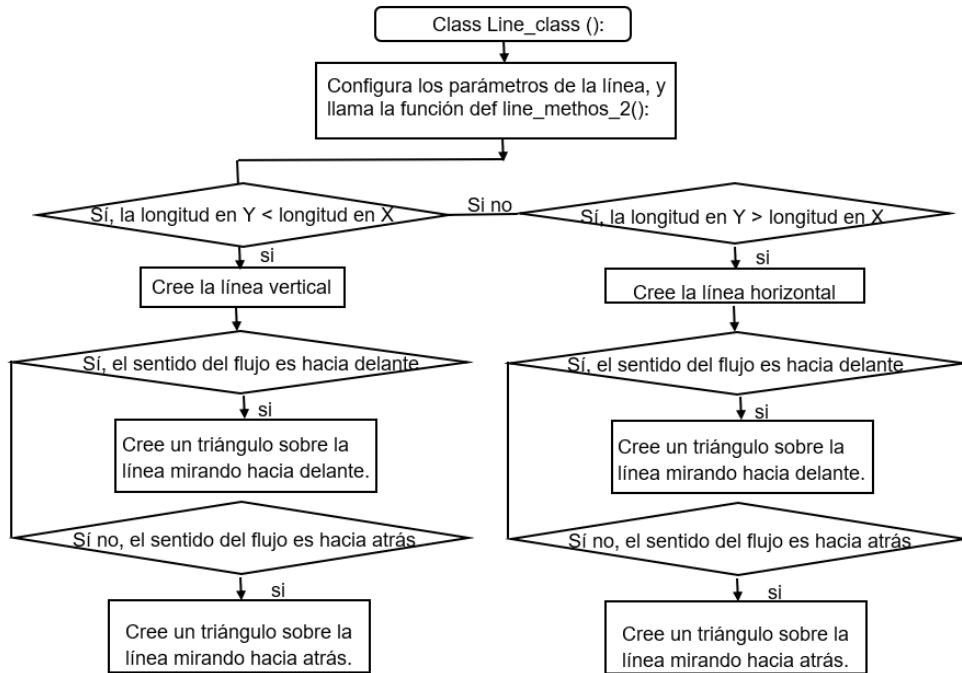 Class Line_class ():
Configura los parámetros de la línea, y
llama la función def line_methos_2():
Sí, la longitud en Y < longitud en X
Si no
Sí, la longitud en Y > longitud en X
si
si
Cree la línea vertical
Cree la línea horizontal
Sí, el sentido del flujo es hacia delante
Sí, el sentido del flujo es hacia delante
si
si
Cree un triángulo sobre la
línea mirando hacia delante.
Cree un triángulo sobre la
línea mirando hacia delante.
Sí no, el sentido del flujo es hacia atrás
Sí no, el sentido del flujo es hacia atrás
si
si
Cree un triángulo sobre la
línea mirando hacia atrás.
Cree un triángulo sobre la
línea mirando hacia atrás.